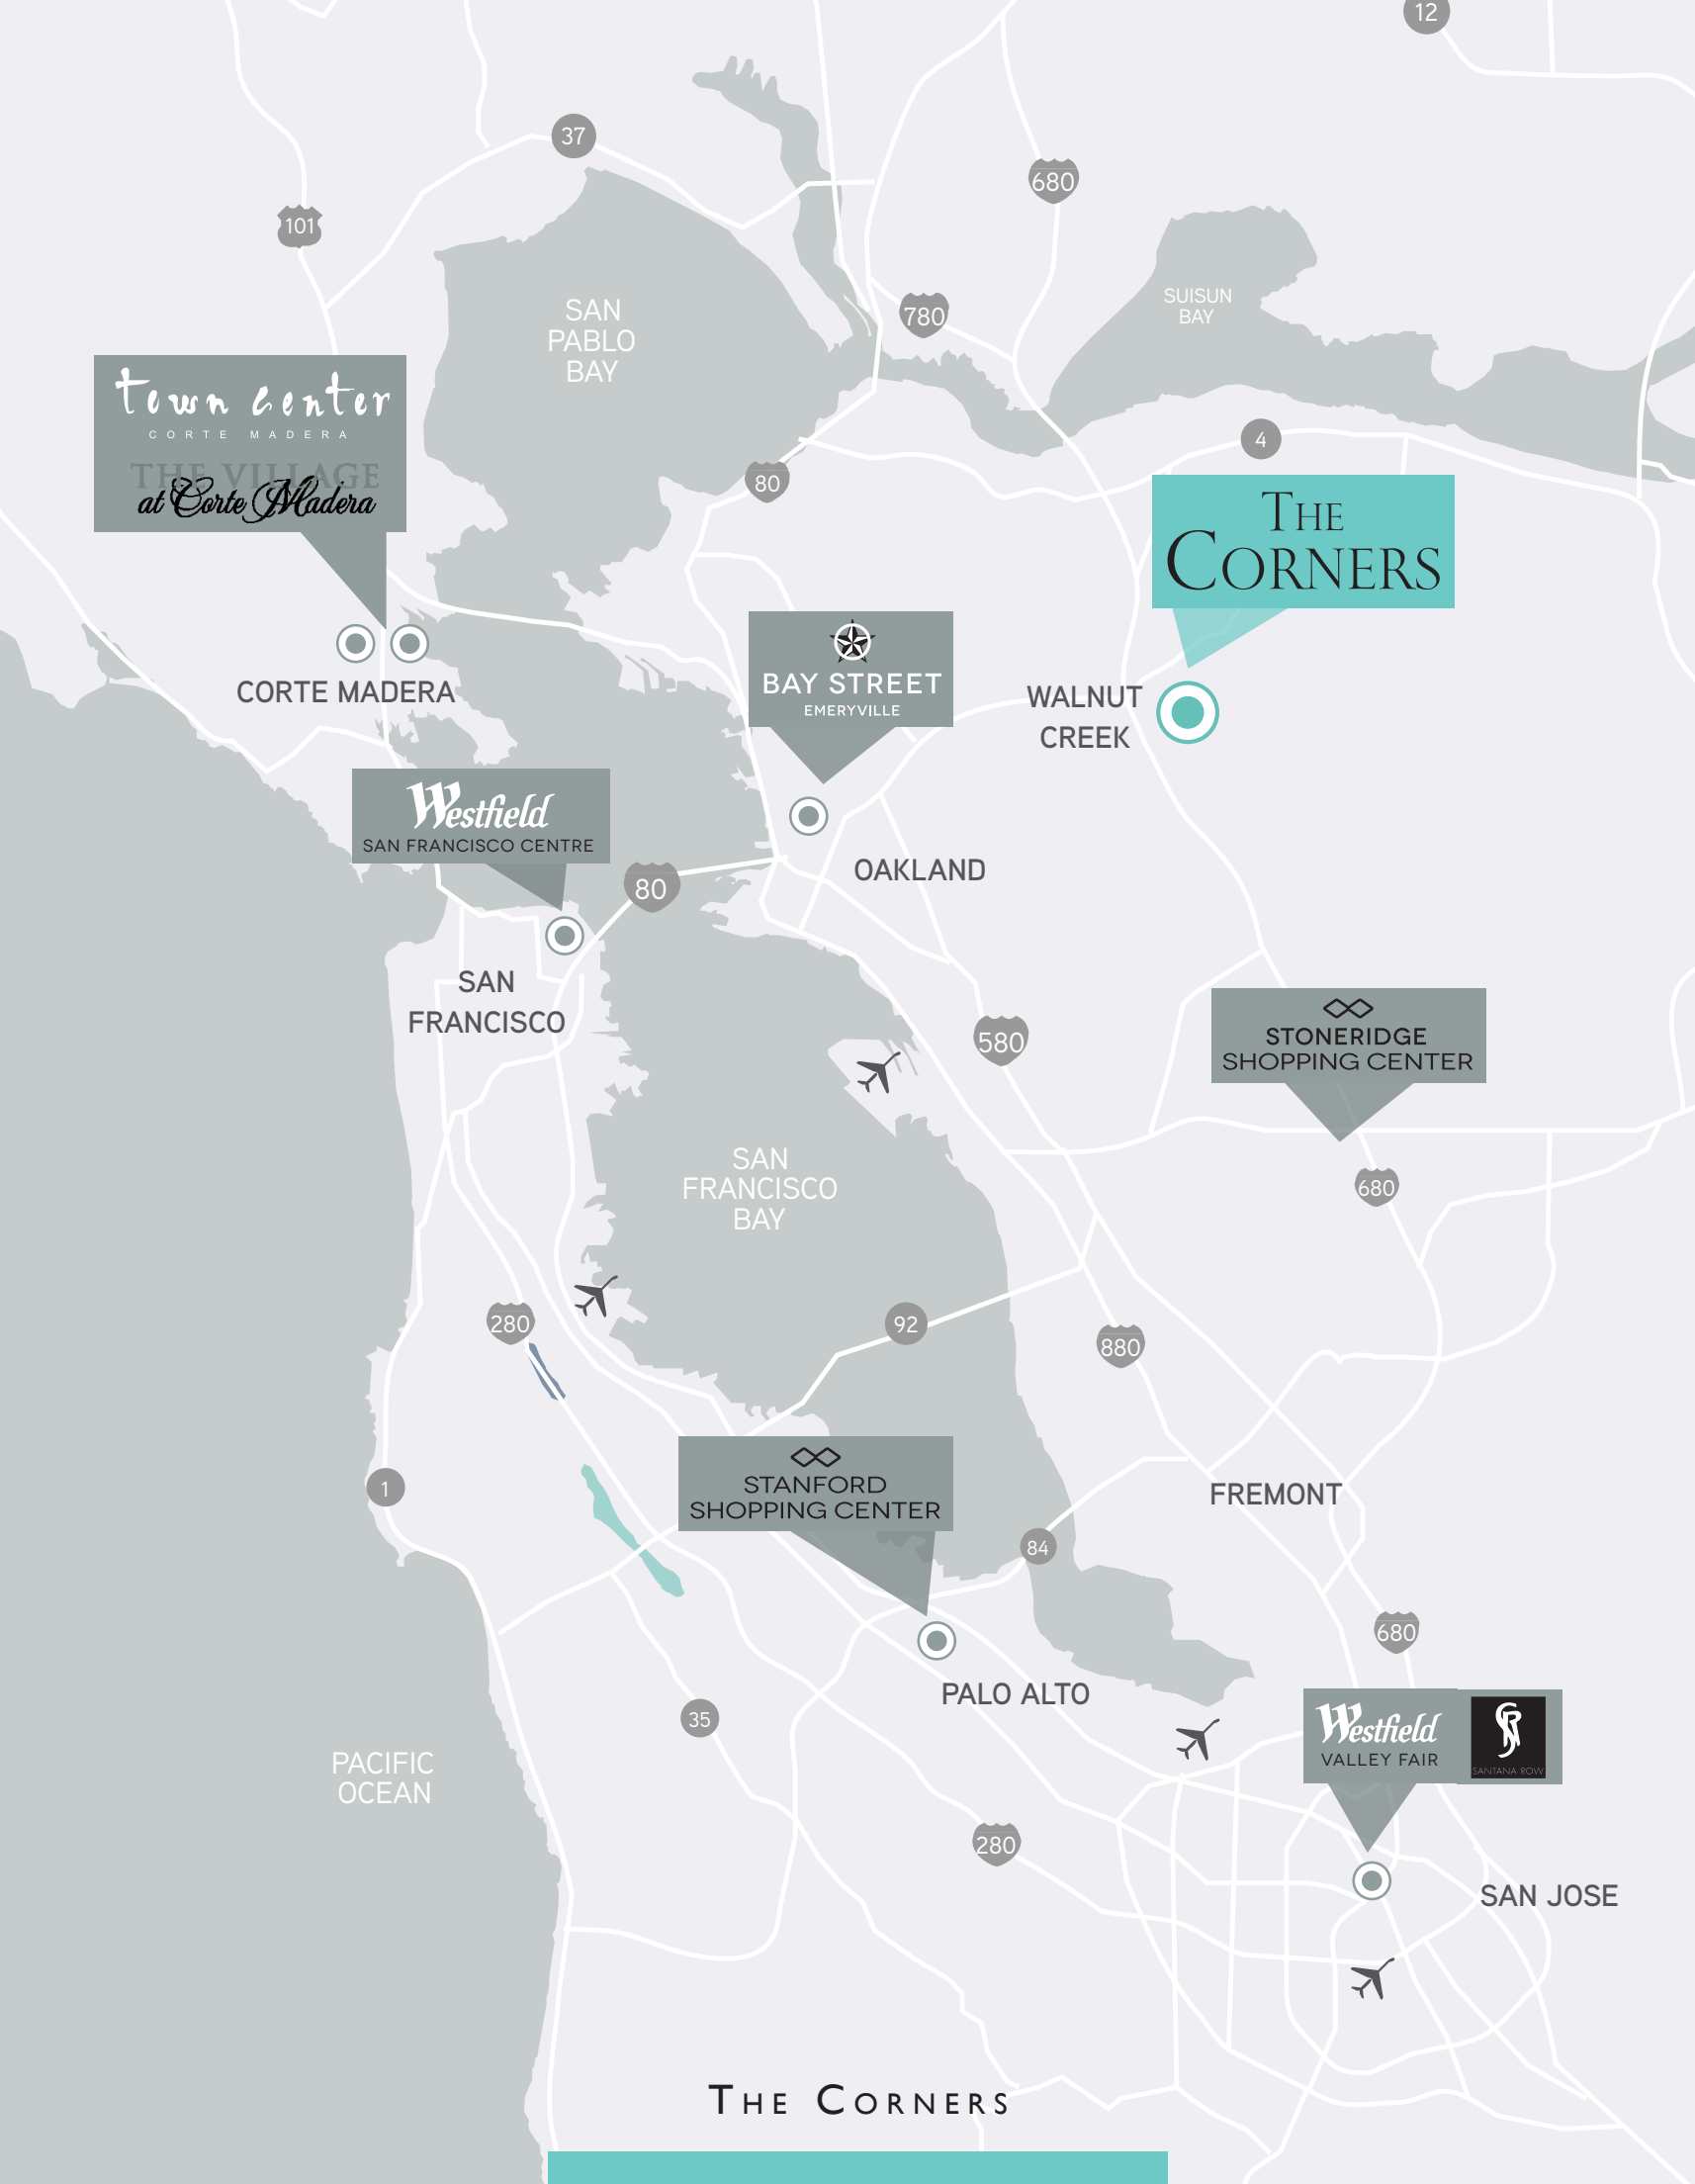 12
37
680
101
780
SAN
PABLO
BAY
SUISUN
BAY
town center
CORTE MADERA
THE VILLAGE
at Corte Madera
4
80
THE
CORNERS
BAY STREET
EMERYVILLE
CORTE MADERA
WALNUT
CREEK
Westfield
SAN FRANCISCO CENTRE
80
OAKLAND
SAN
FRANCISCO
580
STONERIDGE
SHOPPING CENTER
SAN
FRANCISCO
BAY
680
280
92
880
1
STANFORD
SHOPPING CENTER
FREMONT
84
680
PALO ALTO
35
Westfield
VALLEY FAIR
SR
SANTANA ROW
PACIFIC
OCEAN
280
SAN JOSE
THE CORNERS